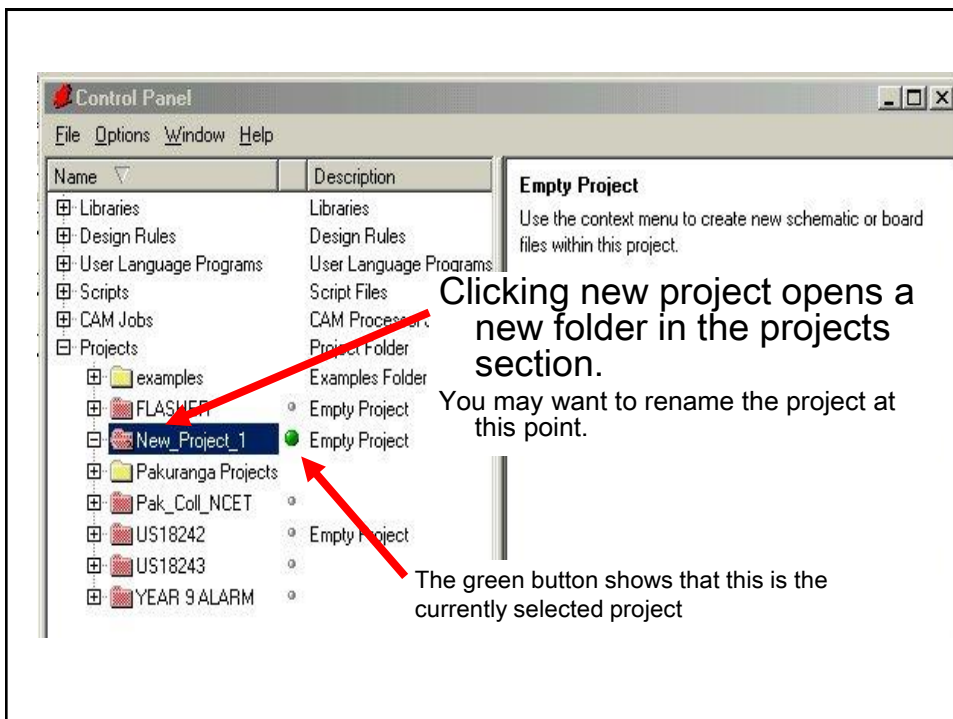 Control Panel
File Options Window Help
Name Description
Libraries Libraries
Design Rules Design Rules
User Language Programs User Language Programs
Scripts Script Files
CAM Jobs CAM
Projects Project Folder
examples Examples Folder
FLASHER Empty Project
New_Project_1 Empty Project
Pakuranga Projects
Pak_Coll_NCET
US18242 Empty Project
US18243
YEAR 9 ALARM
Empty Project
Use the context menu to create new schematic or board
files within this project.
Clicking new project opens a
new folder in the projects
section.
You may want to rename the project at
this point.
The green button shows that this is the
currently selected project